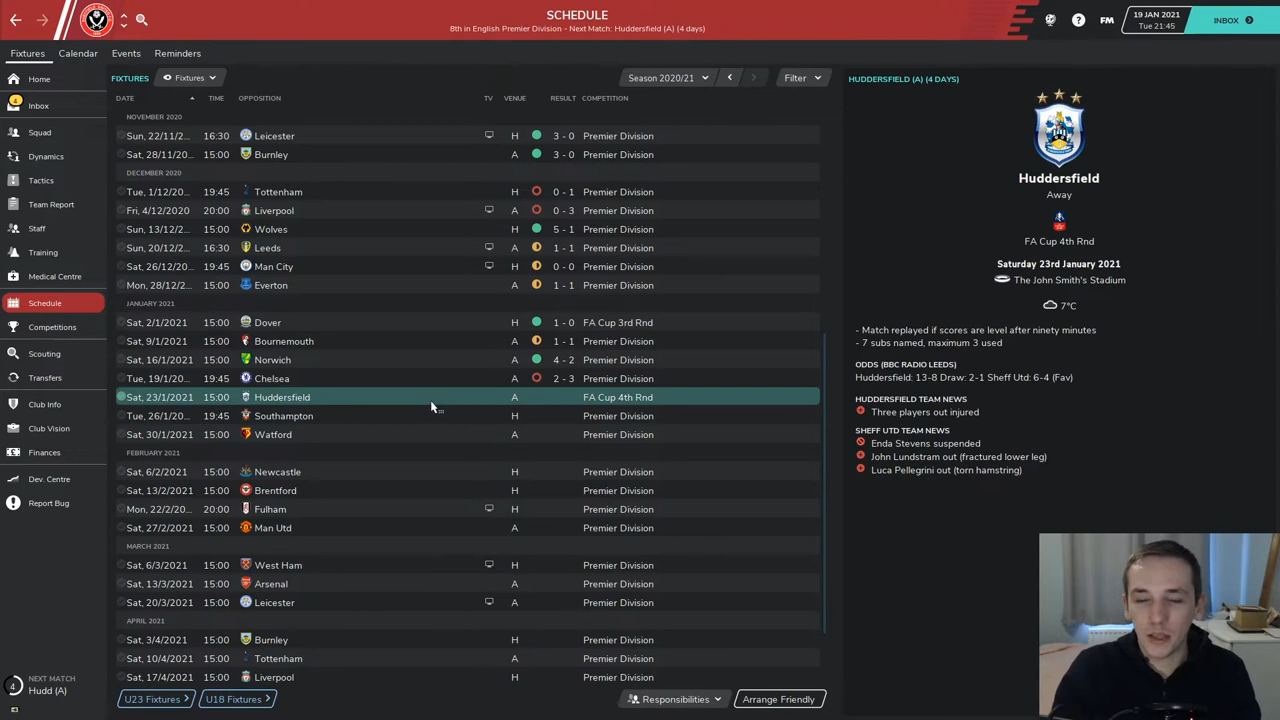 SCHEDULE
8th in English Premier Division - Next Match: Huddersfield (A) (4 days)
FM
19 JAN 2021
Tue 21:45
INBOX
Fixtures
Calendar
Events
Reminders
Home
4
Inbox
Squad
Dynamics
Tactics
Team Report
Staff
Training
Medical Centre
Schedule
Competitions
Scouting
Transfers
Club Info
Club Vision
Finances
Dev. Centre
Report Bug
4
NEXT MATCH
Hudd (A)
FIXTURES Fixtures Season 2020/21 Filter
DATE TIME OPPOSITION TV VENUE RESULT COMPETITION
NOVEMBER 2020
Sun, 22/11/2... 16:30 Leicester H 3 - 0 Premier Division
Sat, 28/11/20... 15:00 Burnley A 3 - 0 Premier Division
DECEMBER 2020
Tue, 1/12/20... 19:45 Tottenham H 0 - 1 Premier Division
Fri, 4/12/2020 20:00 Liverpool A 0 - 3 Premier Division
Sun, 13/12/2... 15:00 Wolves H 5 - 1 Premier Division
Sun, 20/12/... 16:30 Leeds A 1 - 1 Premier Division
Sat, 26/12/20... 19:45 Man City H 0 - 0 Premier Division
Mon, 28/12/... 15:00 Everton A 1 - 1 Premier Division
JANUARY 2021
Sat, 2/1/2021 15:00 Dover H 1 - 0 FA Cup 3rd Rnd
Sat, 9/1/2021 15:00 Bournemouth A 1 - 1 Premier Division
Sat, 16/1/2021 15:00 Norwich A 4 - 2 Premier Division
Tue, 19/1/20... 19:45 Chelsea A 2 - 3 Premier Division
Sat, 23/1/2021 15:00 Huddersfield A FA Cup 4th Rnd
Tue, 26/1/20... 19:45 Southampton H Premier Division
Sat, 30/1/2021 15:00 Watford A Premier Division
FEBRUARY 2021
Sat, 6/2/2021 15:00 Newcastle H Premier Division
Sat, 13/2/2021 15:00 Brentford H Premier Division
Mon, 22/2/20... 20:00 Fulham H Premier Division
Sat, 27/2/2021 15:00 Man Utd A Premier Division
MARCH 2021
Sat, 6/3/2021 15:00 West Ham H Premier Division
Sat, 13/3/2021 15:00 Arsenal A Premier Division
Sat, 20/3/2021 15:00 Leicester A Premier Division
APRIL 2021
Sat, 3/4/2021 15:00 Burnley H Premier Division
Sat, 10/4/2021 15:00 Tottenham A Premier Division
Sat, 17/4/2021 15:00 Liverpool H Premier Division
U23 Fixtures
U18 Fixtures
Responsibilities
Arrange Friendly
HUDDERSFIELD (A) (4 DAYS)
Huddersfield
Away
FA Cup 4th Rnd
Saturday 23rd January 2021
The John Smith's Stadium
7°C
- Match replayed if scores are level after ninety minutes
- 7 subs named, maximum 3 used
ODDS (BBC RADIO LEEDS)
Huddersfield: 13-8 Draw: 2-1 Sheff Utd: 6-4 (Fav)
HUDDERSFIELD TEAM NEWS
Three players out injured
SHEFF UTD TEAM NEWS
Enda Stevens suspended
John Lundstram out (fractured lower leg)
Luca Pellegrini out (torn hamstring)